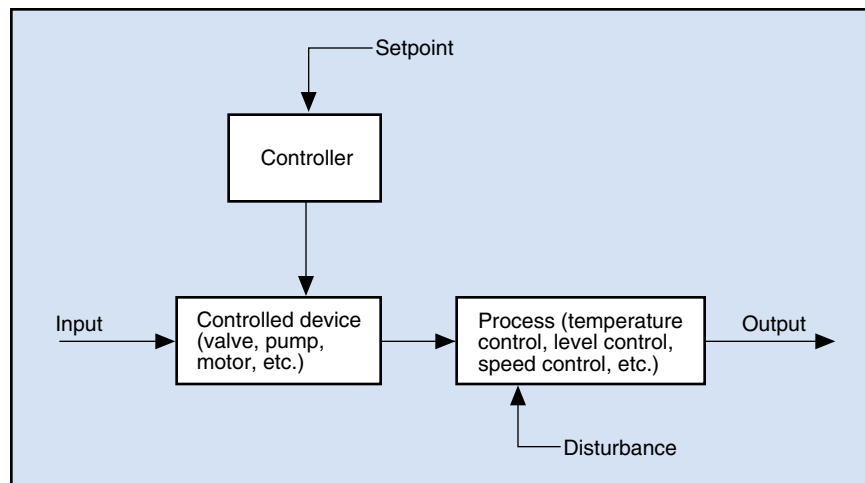 Setpoint
Controller
Input
Controlled device
(valve, pump,
motor, etc.)
Process (temperature
control, level control,
speed control, etc.)
Output
Disturbance